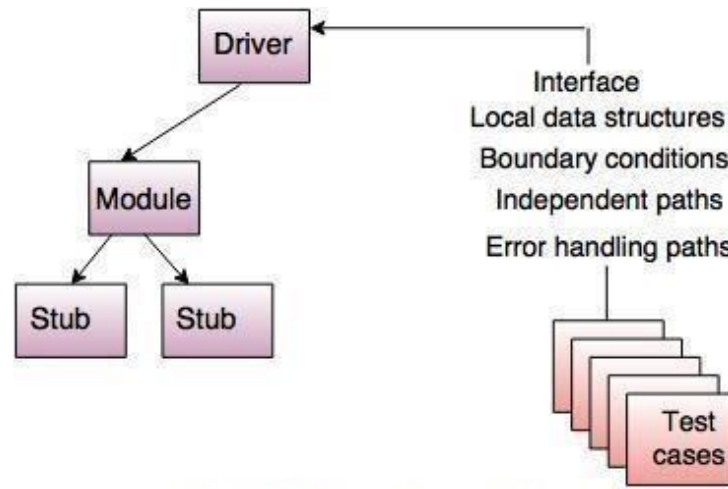 Driver
Module
Stub
Stub
Interface
Local data structures
Boundary conditions
Independent paths
Error handling paths
Test
cases